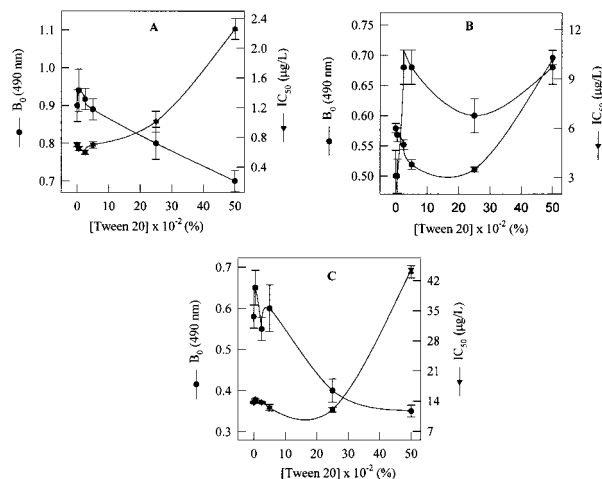 A
B₀ (490 nm)
1.1
1.0
0.9
0.8
0.7
2.4
2.0
1.6
1.2
0.8
0.4
IC₅₀ (µg/L)
0 10 20 30 40 50
[Tween 20] x 10⁻² (%)
B
B₀ (490 nm)
0.75
0.70
0.65
0.60
0.55
0.50
12
9
6
3
IC₅₀ (µg/L)
0 10 20 30 40 50
[Tween 20] x 10⁻² (%)
C
B₀ (490 nm)
0.7
0.6
0.5
0.4
0.3
42
35
28
21
14
7
IC₅₀ (µg/L)
0 10 20 30 40 50
[Tween 20] x 10⁻² (%)